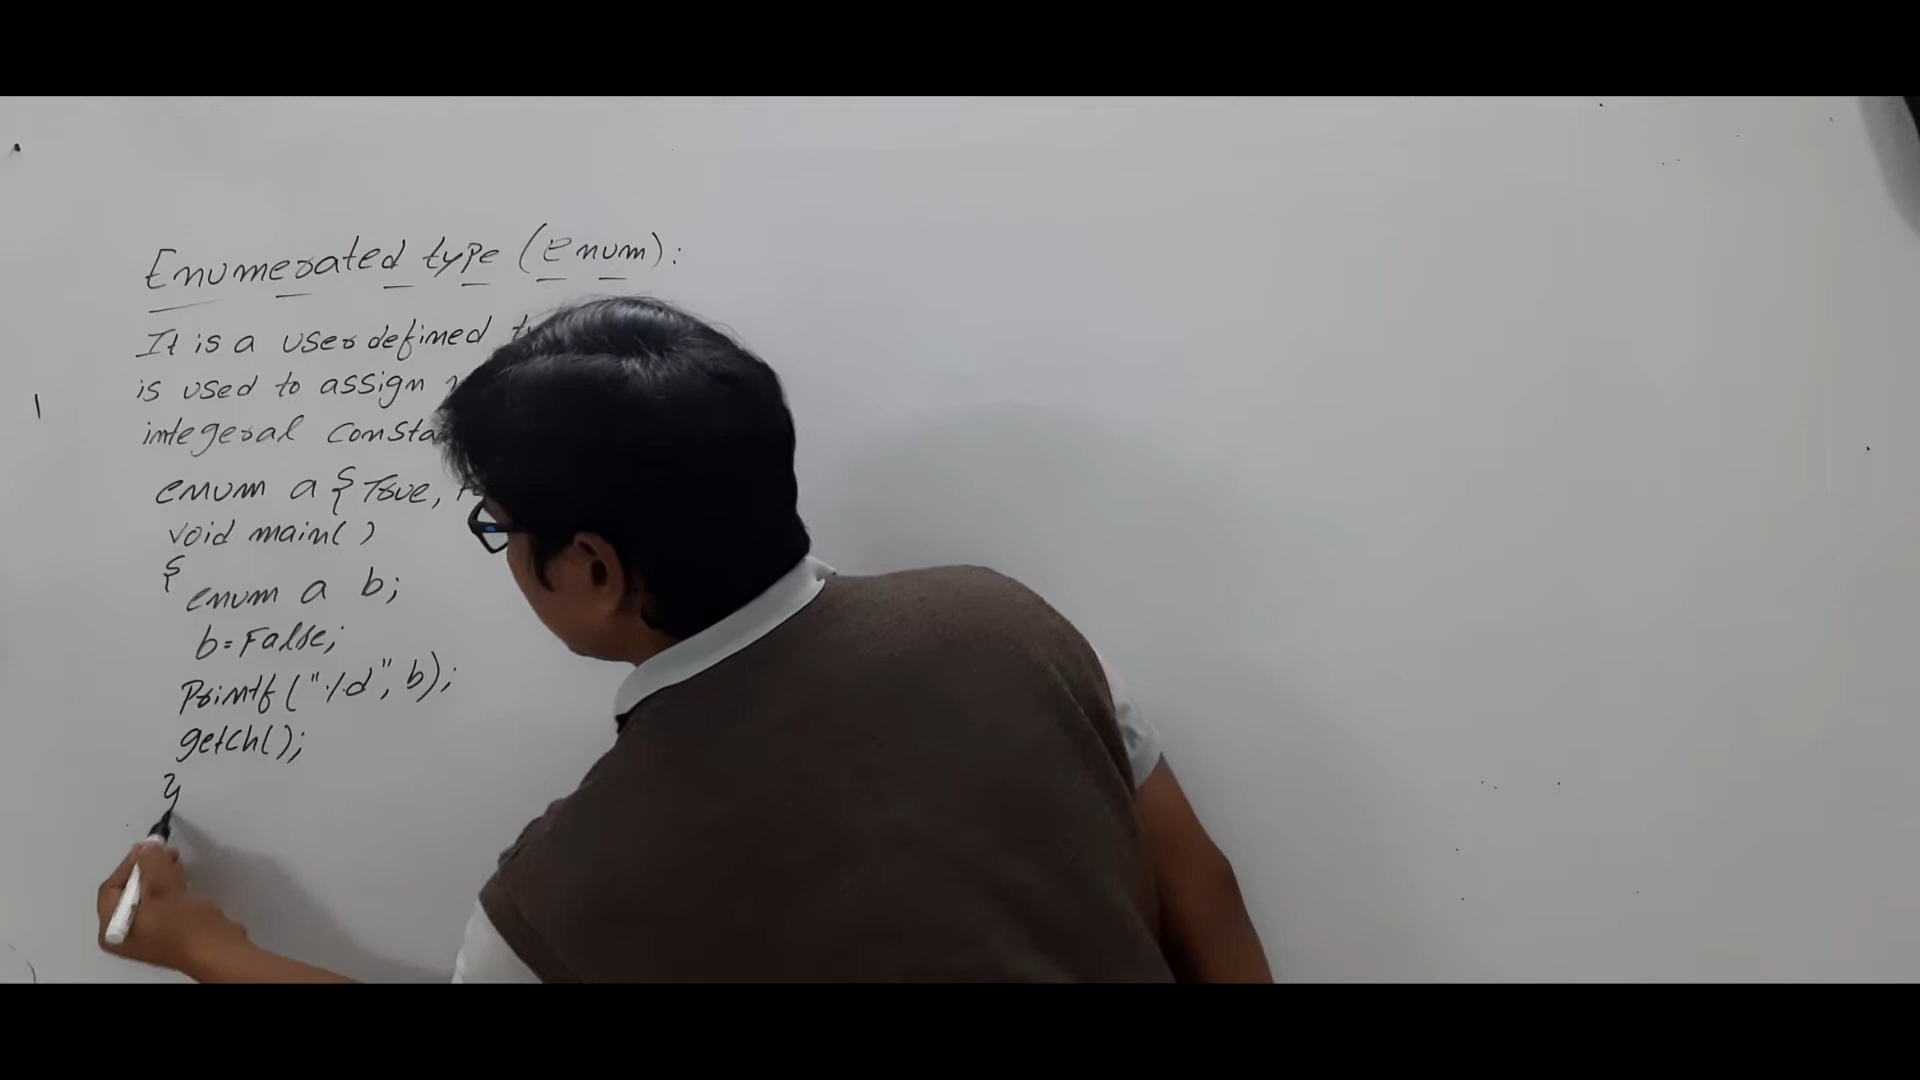 Enumerated type (enum):
It is a user defined
is used to assign
integeral
enum a { True,
void main()
{
enum a b;
b=False;
Printf("%d", b);
getch();
}